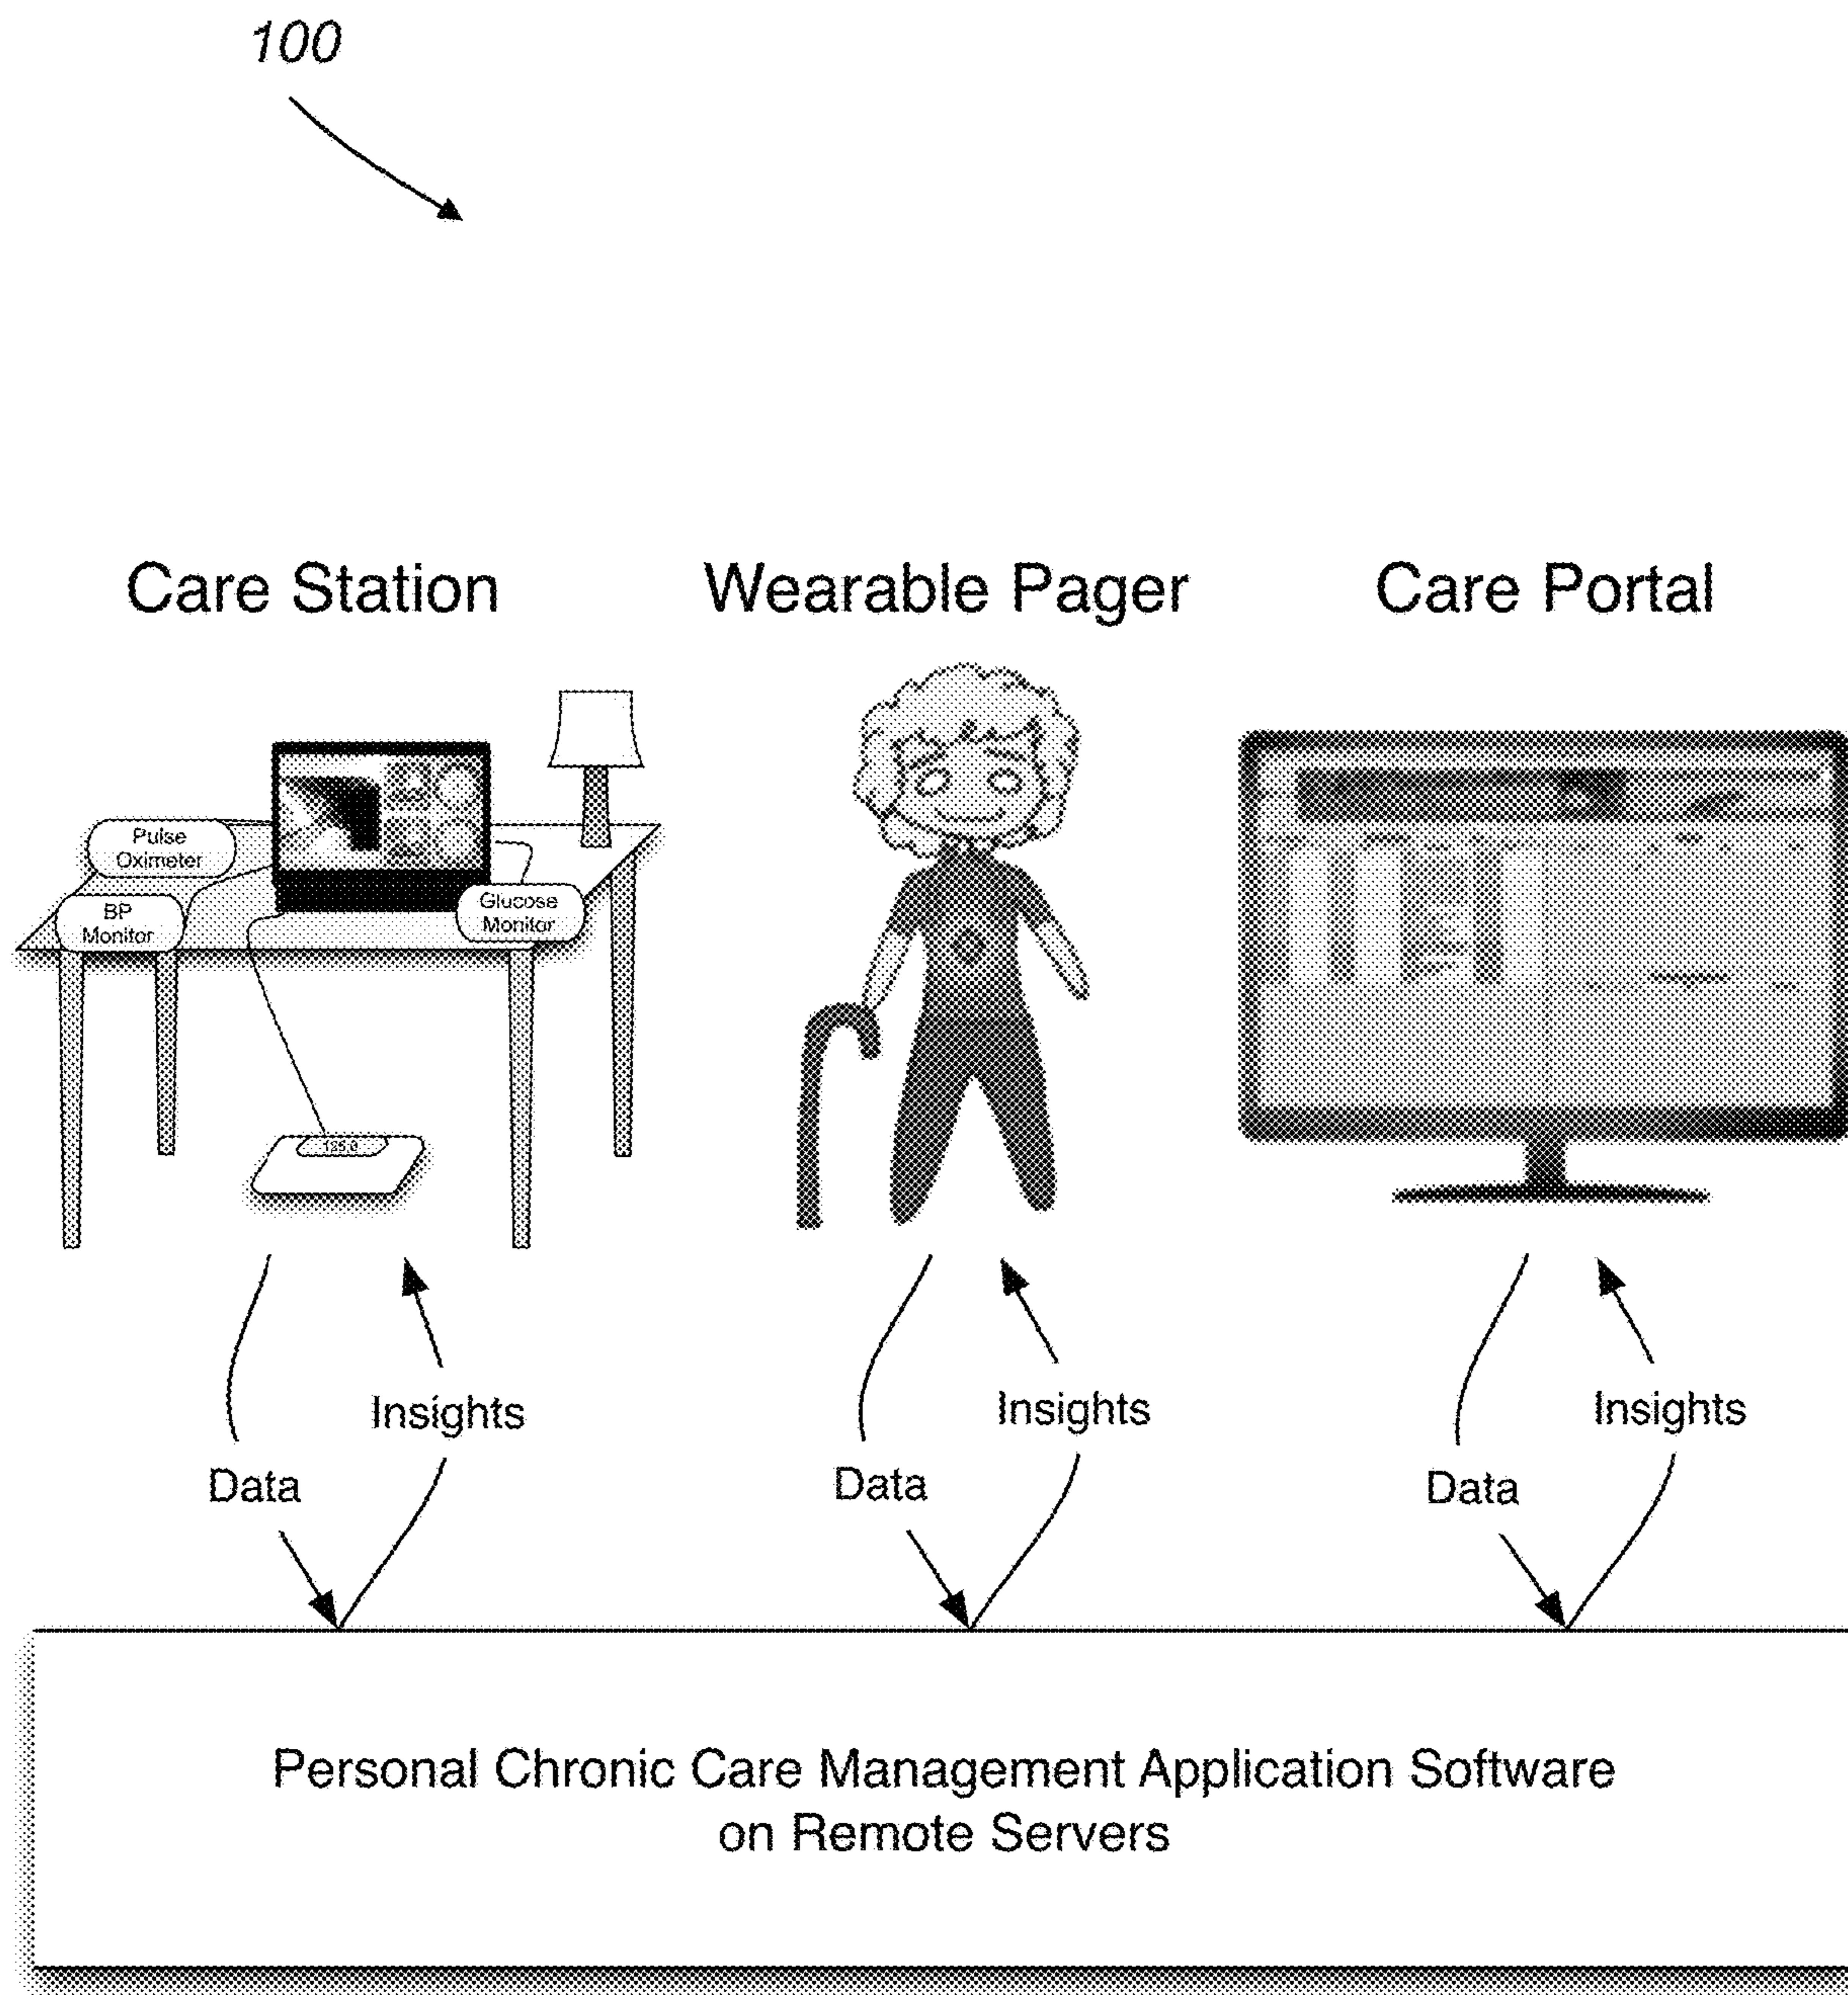 100
Care Station
Wearable Pager
Care Portal
Pulse
Oximeter
BP
Monitor
Glucose
Monitor
Insights
Data
Insights
Data
Insights
Data
Personal Chronic Care Management Application Software
on Remote Servers